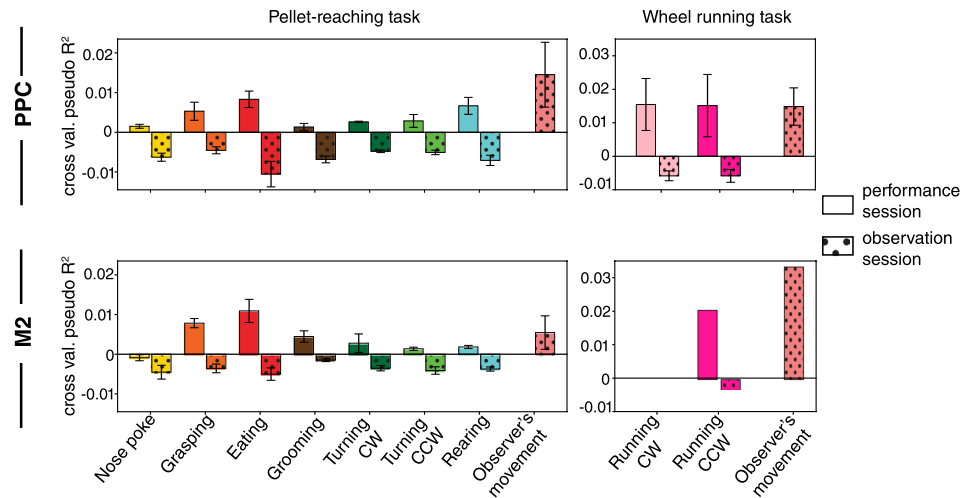 Pellet-reaching task
Wheel running task
PPC
cross val. pseudo R²
0.02
0.01
0
-0.01
0.03
0.02
0.01
0
-0.01
performance
session
observation
session
M2
cross val. pseudo R²
0.02
0.01
0
-0.01
0.03
0.02
0.01
0
-0.01
Nose poke
Grasping
Eating
Grooming
Turning
CW
Turning
CCW
Rearing
Observer's
movement
Running
CW
Running
CCW
Observer's
movement